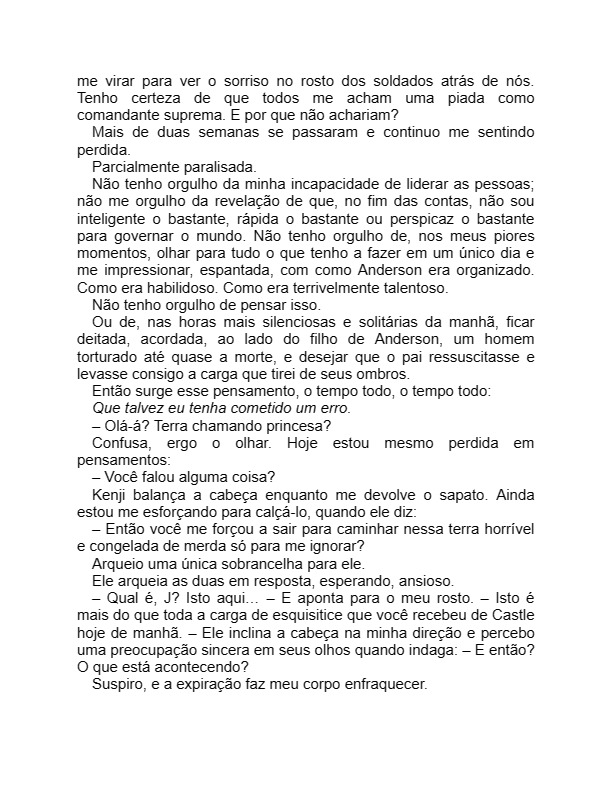 me virar para ver o sorriso no rosto dos soldados atrás de nós.
Tenho certeza de que todos me acham uma piada como
comandante suprema. E por que não achariam?
Mais de duas semanas se passaram e continuo me sentindo
perdida.
Parcialmente paralisada.
Não tenho orgulho da minha incapacidade de liderar as pessoas;
não me orgulho da revelação de que, no fim das contas, não sou
inteligente o bastante, rápida o bastante ou perspicaz o bastante
para governar o mundo. Não tenho orgulho de, nos meus piores
momentos, olhar para tudo o que tenho a fazer em um único dia e
me impressionar, espantada, com como Anderson era organizado.
Como era habilidoso. Como era terrivelmente talentoso.
Não tenho orgulho de pensar isso.
Ou de, nas horas mais silenciosas e solitárias da manhã, ficar
deitada, acordada, ao lado do filho de Anderson, um homem
torturado até quase a morte, e desejar que o pai ressuscitasse e
levasse consigo a carga que tirei de seus ombros.
Então surge esse pensamento, o tempo todo, o tempo todo:
Que talvez eu tenha cometido um erro.
– Olá-á? Terra chamando princesa?
Confusa, ergo o olhar. Hoje estou mesmo perdida em
pensamentos:
– Você falou alguma coisa?
Kenji balança a cabeça enquanto me devolve o sapato. Ainda
estou me esforçando para calçá-lo, quando ele diz:
– Então você me forçou a sair para caminhar nessa terra horrível
e congelada de merda só para me ignorar?
Arqueio uma única sobrancelha para ele.
Ele arqueia as duas em resposta, esperando, ansioso.
– Qual é, J? Isto aqui... – E aponta para o meu rosto. – Isto é
mais do que toda a carga de esquisitice que você recebeu de Castle
hoje de manhã. – Ele inclina a cabeça na minha direção e percebo
uma preocupação sincera em seus olhos quando indaga: – E então?
O que está acontecendo?
Suspiro, e a expiração faz meu corpo enfraquecer.